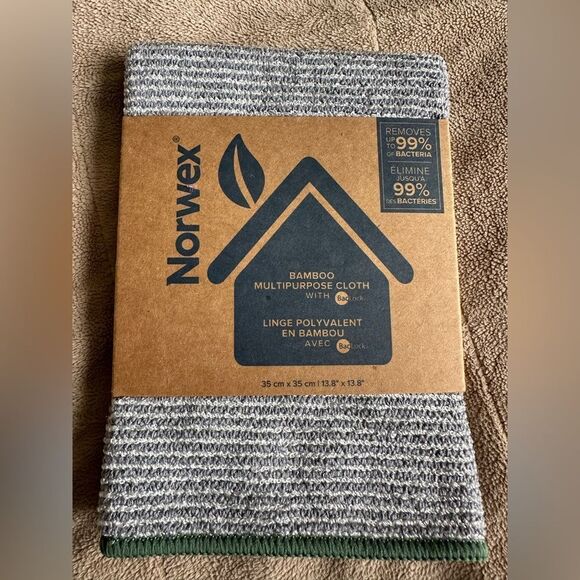 Norwex®
REMOVES
UP TO 99%
OF BACTERIA
ÉLIMINE
JUSQU'À
99%
DES BACTÉRIES
BAMBOO
MULTIPURPOSE CLOTH
WITH BacLock
LINGE POLYVALENT
EN BAMBOU
AVEC BacLock
35 cm x 35 cm | 13.8" x 13.8"